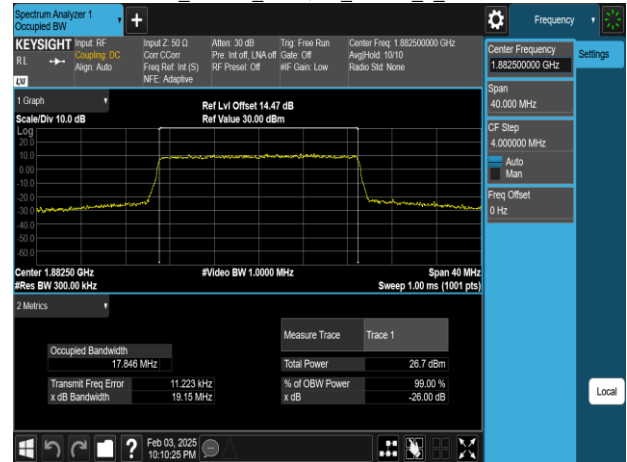 Spectrum Analyzer 1
Occupied BW
Frequency
KEYSIGHT
RL
LXI
Input: RF
Coupling: DC
Align: Auto
Input Z: 50 Ω
Corr CCorr
Freq Ref: Int (S)
NFE: Adaptive
Atten: 30 dB
Pre: Int off, LNA off
RF Presel: Off
Trig: Free Run
Gate: Off
#IF Gain: Low
Center Freq: 1.882500000 GHz
Avg|Hold: 10/10
Radio Std: None
Center Frequency
1.882500000 GHz
Settings
Span
40.000 MHz
CF Step
4.000000 MHz
Auto
Man
Freq Offset
0 Hz
1 Graph
Scale/Div 10.0 dB
Ref Lvl Offset 14.47 dB
Ref Value 30.00 dBm
Log
20.0
10.0
0.00
-10.0
-20.0
-30.0
-40.0
-50.0
-60.0
Center 1.88250 GHz
#Res BW 300.00 kHz
#Video BW 1.0000 MHz
Span 40 MHz
Sweep 1.00 ms (1001 pts)
2 Metrics
Measure Trace Trace 1
Occupied Bandwidth
17.846 MHz
Total Power 26.7 dBm
Transmit Freq Error 11.223 kHz
% of OBW Power 99.00 %
x dB Bandwidth 19.15 MHz
x dB -26.00 dB
Local
Feb 03, 2025
10:10:25 PM